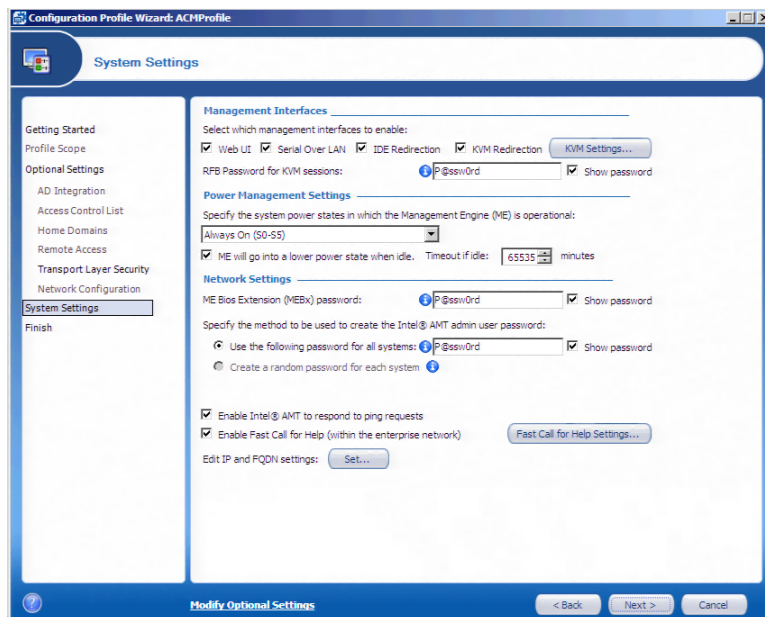 Configuration Profile Wizard: ACMProfile
System Settings
Getting Started
Profile Scope
Optional Settings
AD Integration
Access Control List
Home Domains
Remote Access
Transport Layer Security
Network Configuration
System Settings
Finish
Management Interfaces
Select which management interfaces to enable:
Web UI Serial Over LAN IDE Redirection KVM Redirection KVM Settings...
RFB Password for KVM sessions: P@ssw0rd Show password
Power Management Settings
Specify the system power states in which the Management Engine (ME) is operational:
Always On (S0-S5)
ME will go into a lower power state when idle. Timeout if idle: 65535 minutes
Network Settings
ME Bios Extension (MEBx) password: P@ssw0rd Show password
Specify the method to be used to create the Intel® AMT admin user password:
Use the following password for all systems: P@ssw0rd Show password
Create a random password for each system
Enable Intel® AMT to respond to ping requests
Enable Fast Call for Help (within the enterprise network) Fast Call for Help Settings...
Edit IP and FQDN settings: Set...
Modify Optional Settings
< Back Next > Cancel